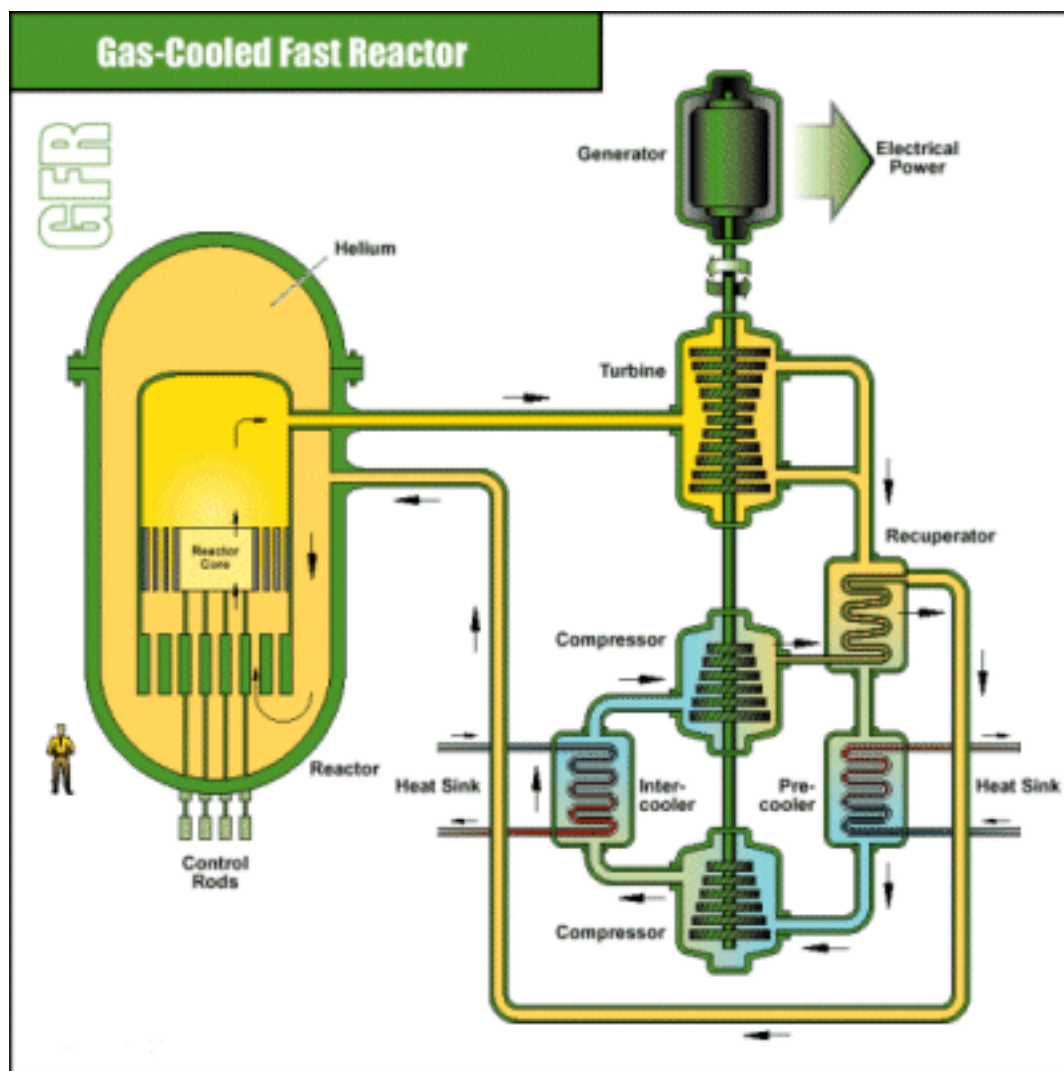 Gas-Cooled Fast Reactor
GFR
Generator
Electrical
Power
Helium
Turbine
Recuperator
Reactor
Core
Compressor
Reactor
Heat Sink
Inter-
cooler
Pre-
cooler
Heat Sink
Control
Rods
Compressor